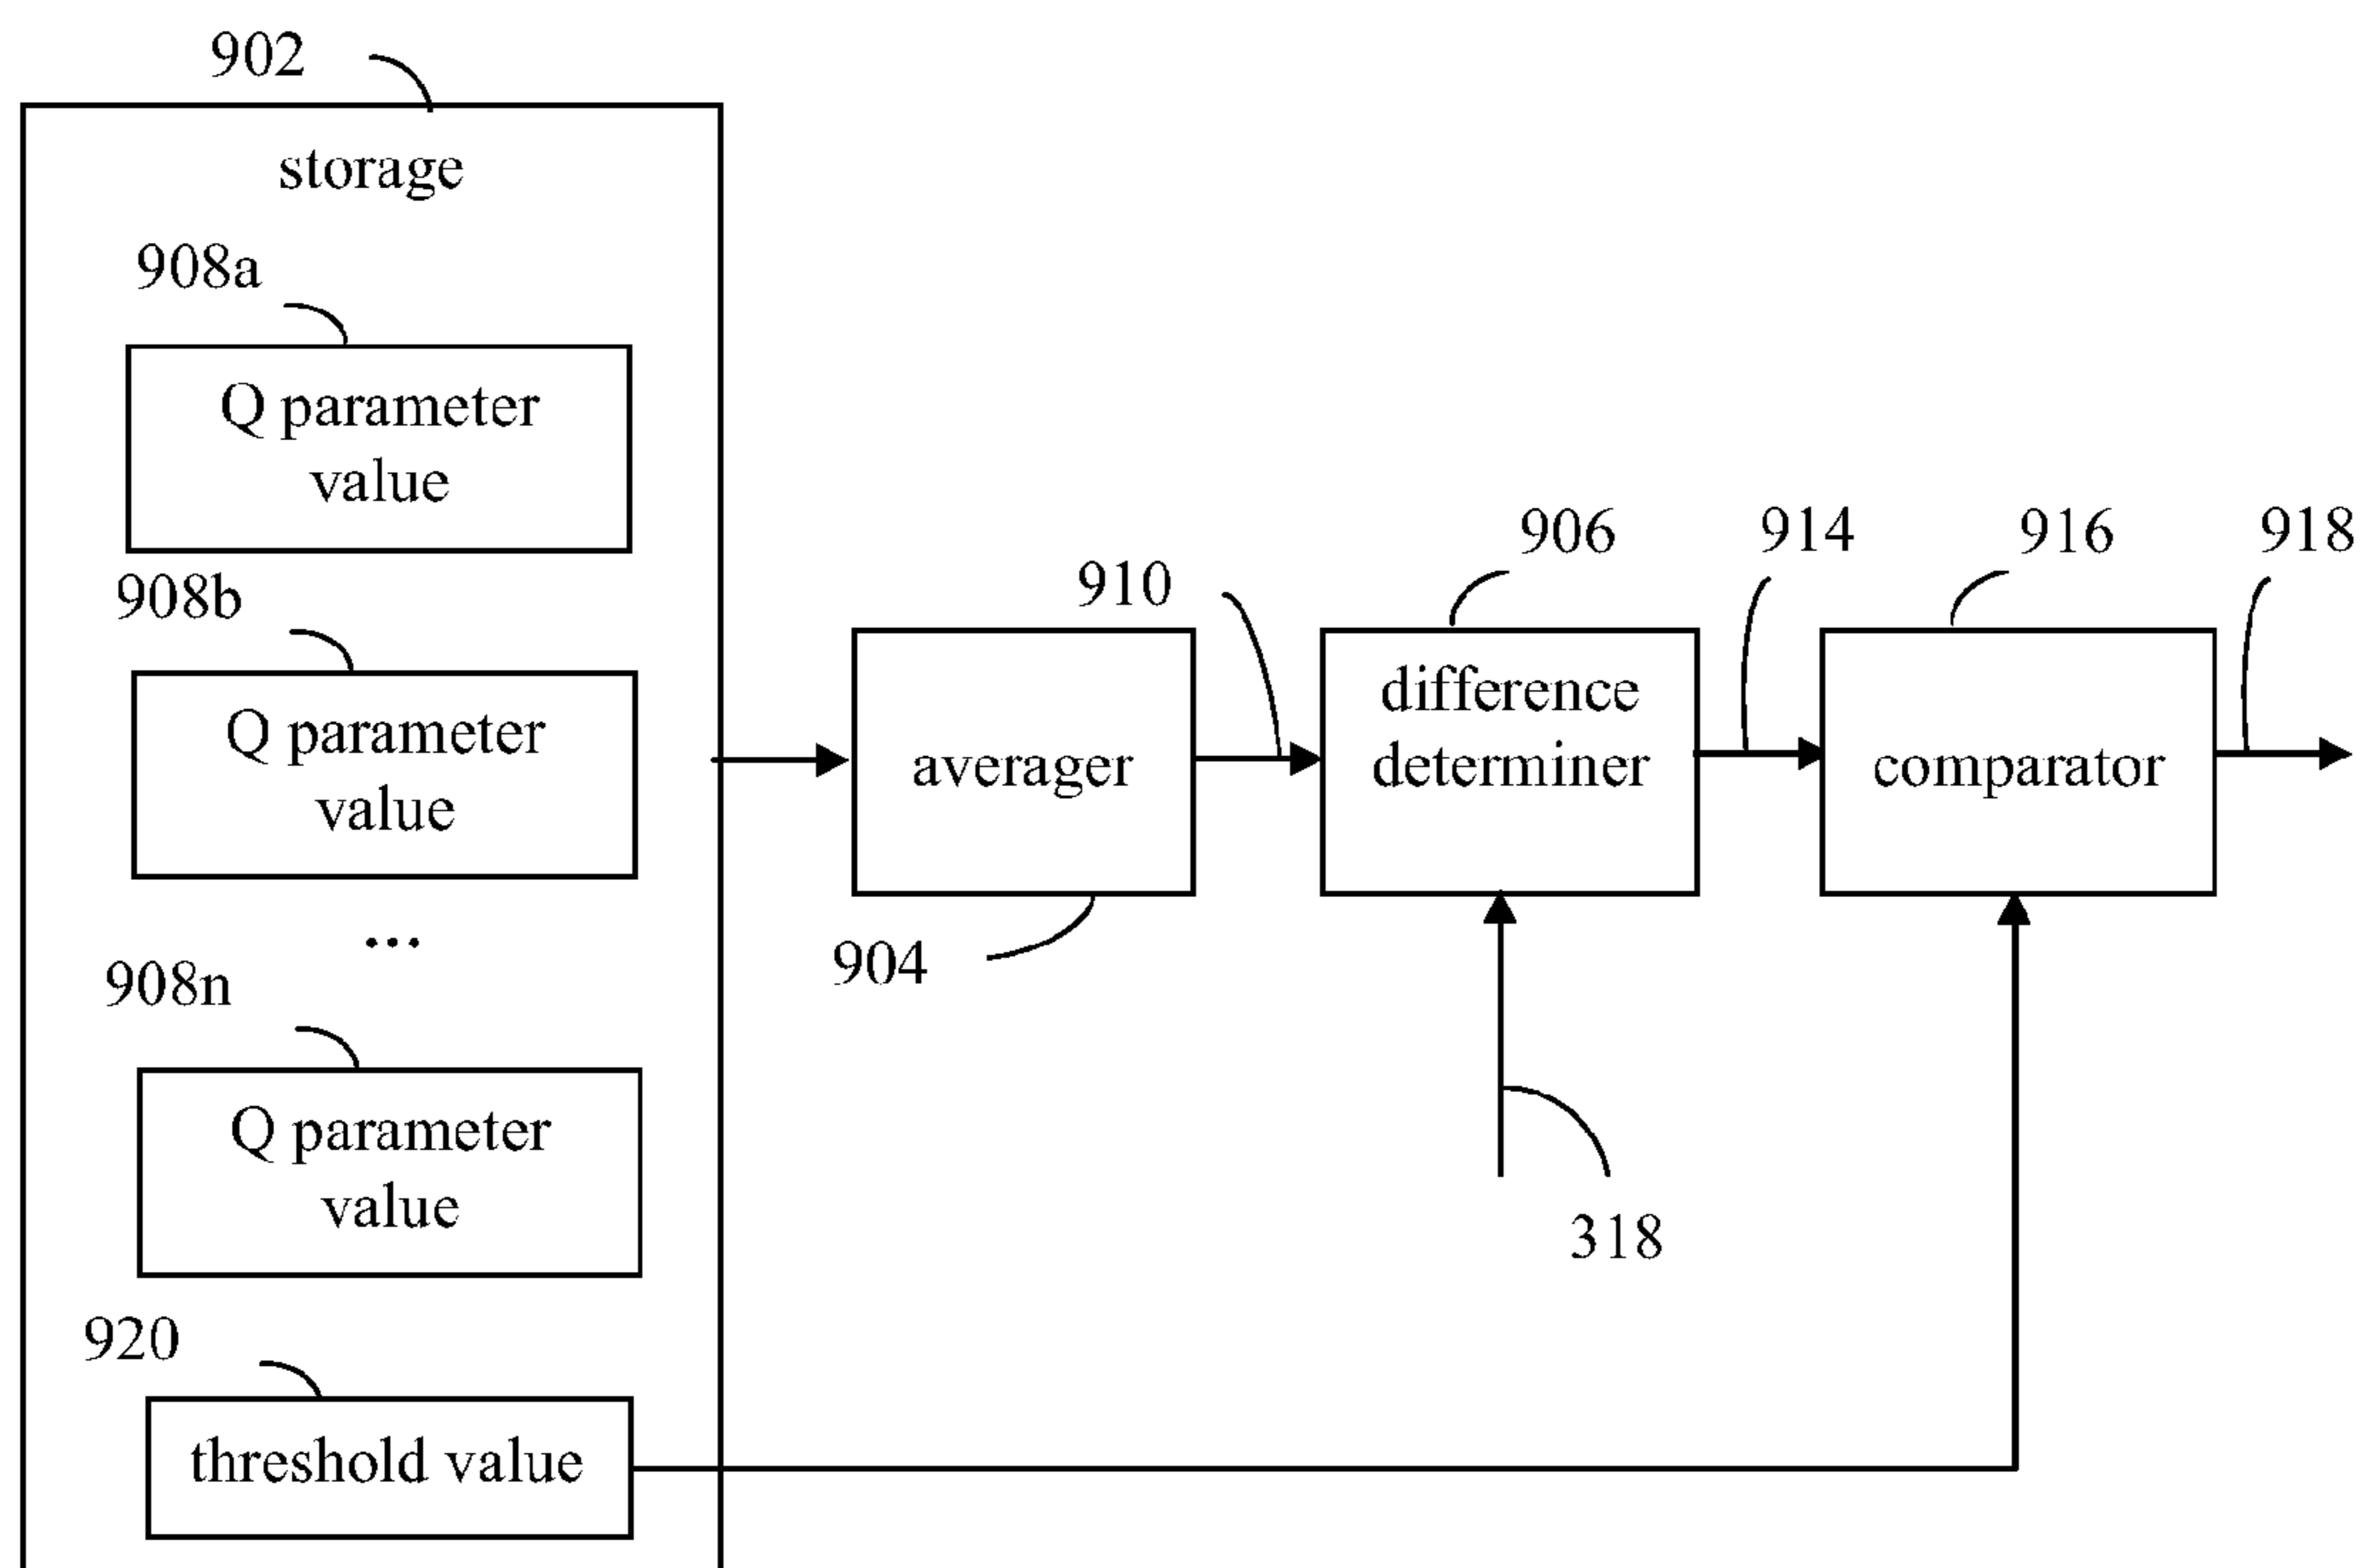 902
storage
908a
Q parameter
value
908b
Q parameter
value
...
908n
Q parameter
value
920
threshold value
910
averager
904
906
difference
determiner
318
914
916
comparator
918